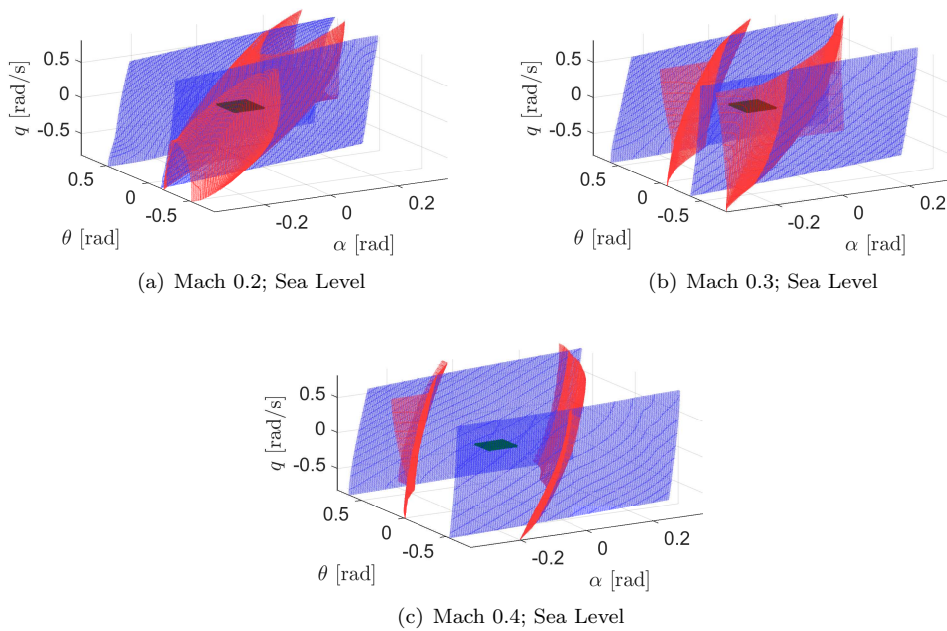 q [rad/s]
0.5
0
-0.5
0.5
0
-0.5
θ [rad]
-0.2
0
0.2
α [rad]
(a) Mach 0.2; Sea Level
q [rad/s]
0.5
0
-0.5
0.5
0
-0.5
θ [rad]
-0.2
0
0.2
α [rad]
(b) Mach 0.3; Sea Level
q [rad/s]
0.5
0
-0.5
0.5
0
-0.5
θ [rad]
-0.2
0
0.2
α [rad]
(c) Mach 0.4; Sea Level